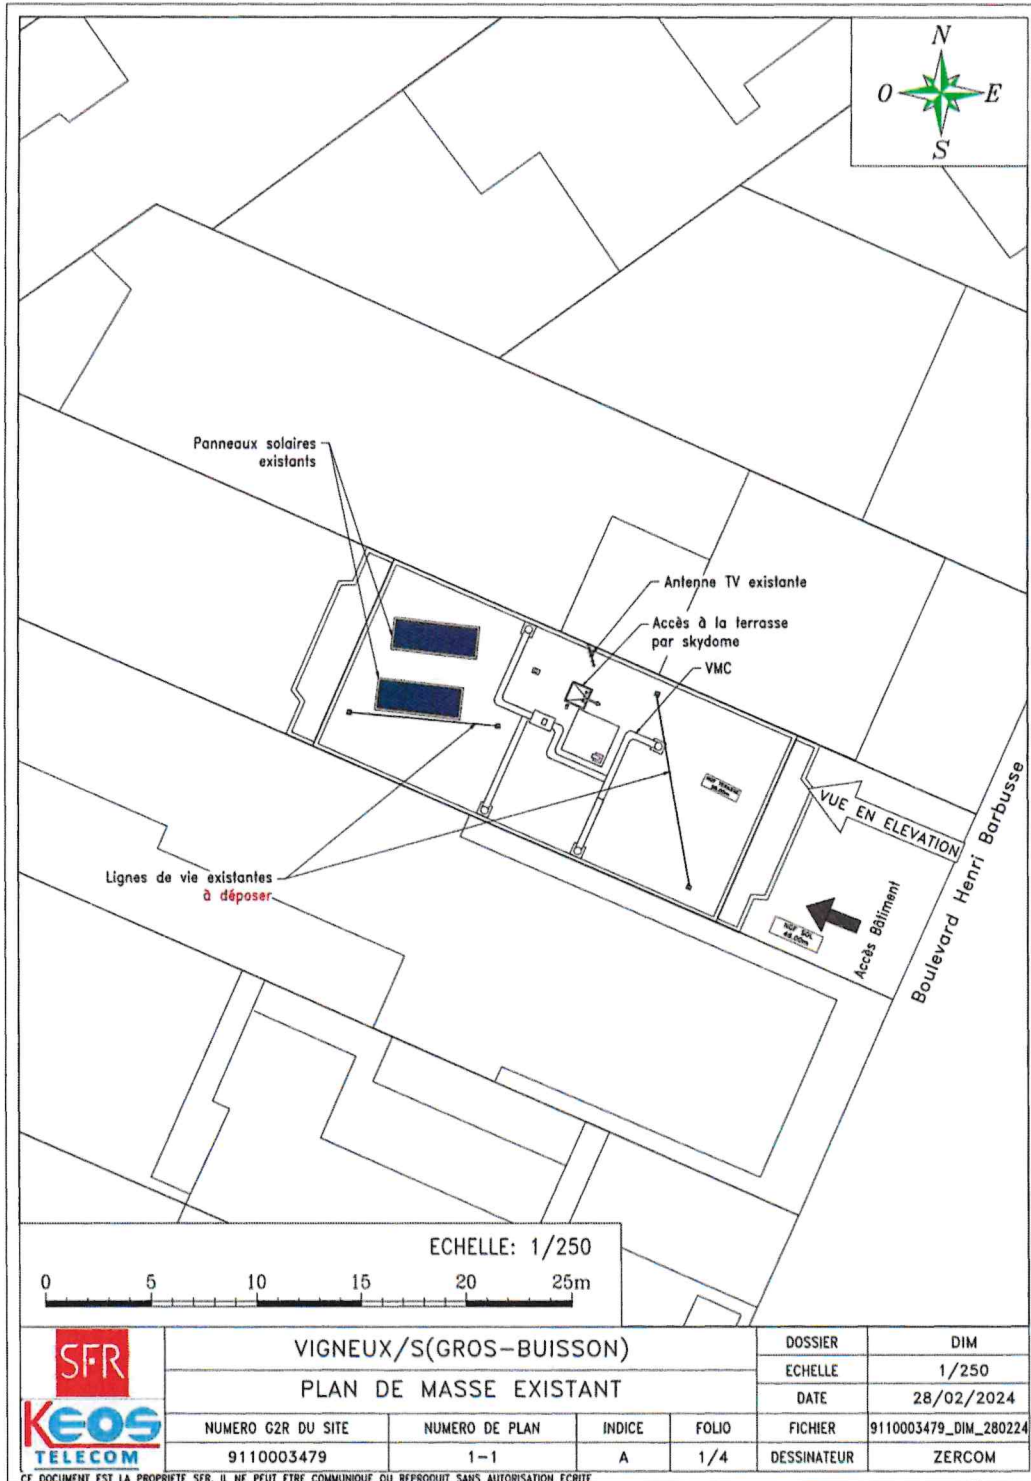 N
O
E
S
Panneaux solaires
existants
Antenne TV existante
Accès à la terrasse
par skydome
VMC
VUE EN ELEVATION
Lignes de vie existantes
à déposer
NGF SOL
Accès Bâtiment
Boulevard Henri Barbusse
ECHELLE: 1/250
0 5 10 15 20 25m
SFR
KEOS
TELECOM
VIGNEUX/S(GROS-BUISSON)
PLAN DE MASSE EXISTANT
NUMERO G2R DU SITE
NUMERO DE PLAN
INDICE
FOLIO
91100003479
1-1
A
1/4
DOSSIER
DIM
ECHELLE
1/250
DATE
28/02/2024
FICHIER
9110003479_DIM_280224
DESSINATEUR
ZERCOM
CE DOCUMENT EST LA PROPRIETE SFR. IL NE PEUT ETRE COMMUNIQUE OU REPRODUIT SANS AUTORISATION ECRITE